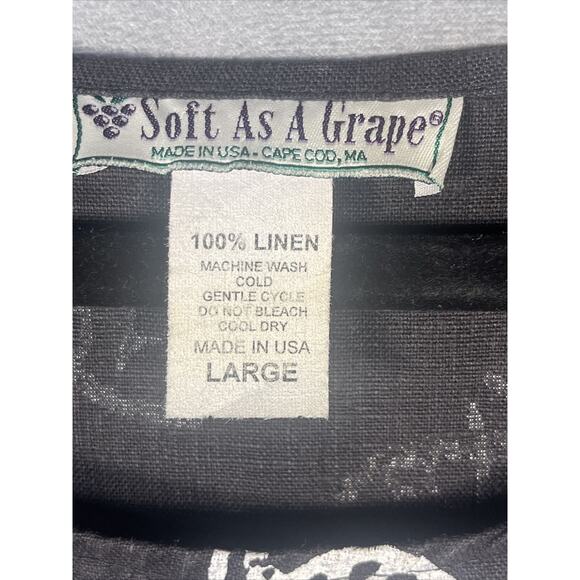 Soft As A Grape®
MADE IN USA - CAPE COD, MA
100% LINEN
MACHINE WASH
COLD
GENTLE CYCLE
DO NOT BLEACH
COOL DRY
MADE IN USA
LARGE